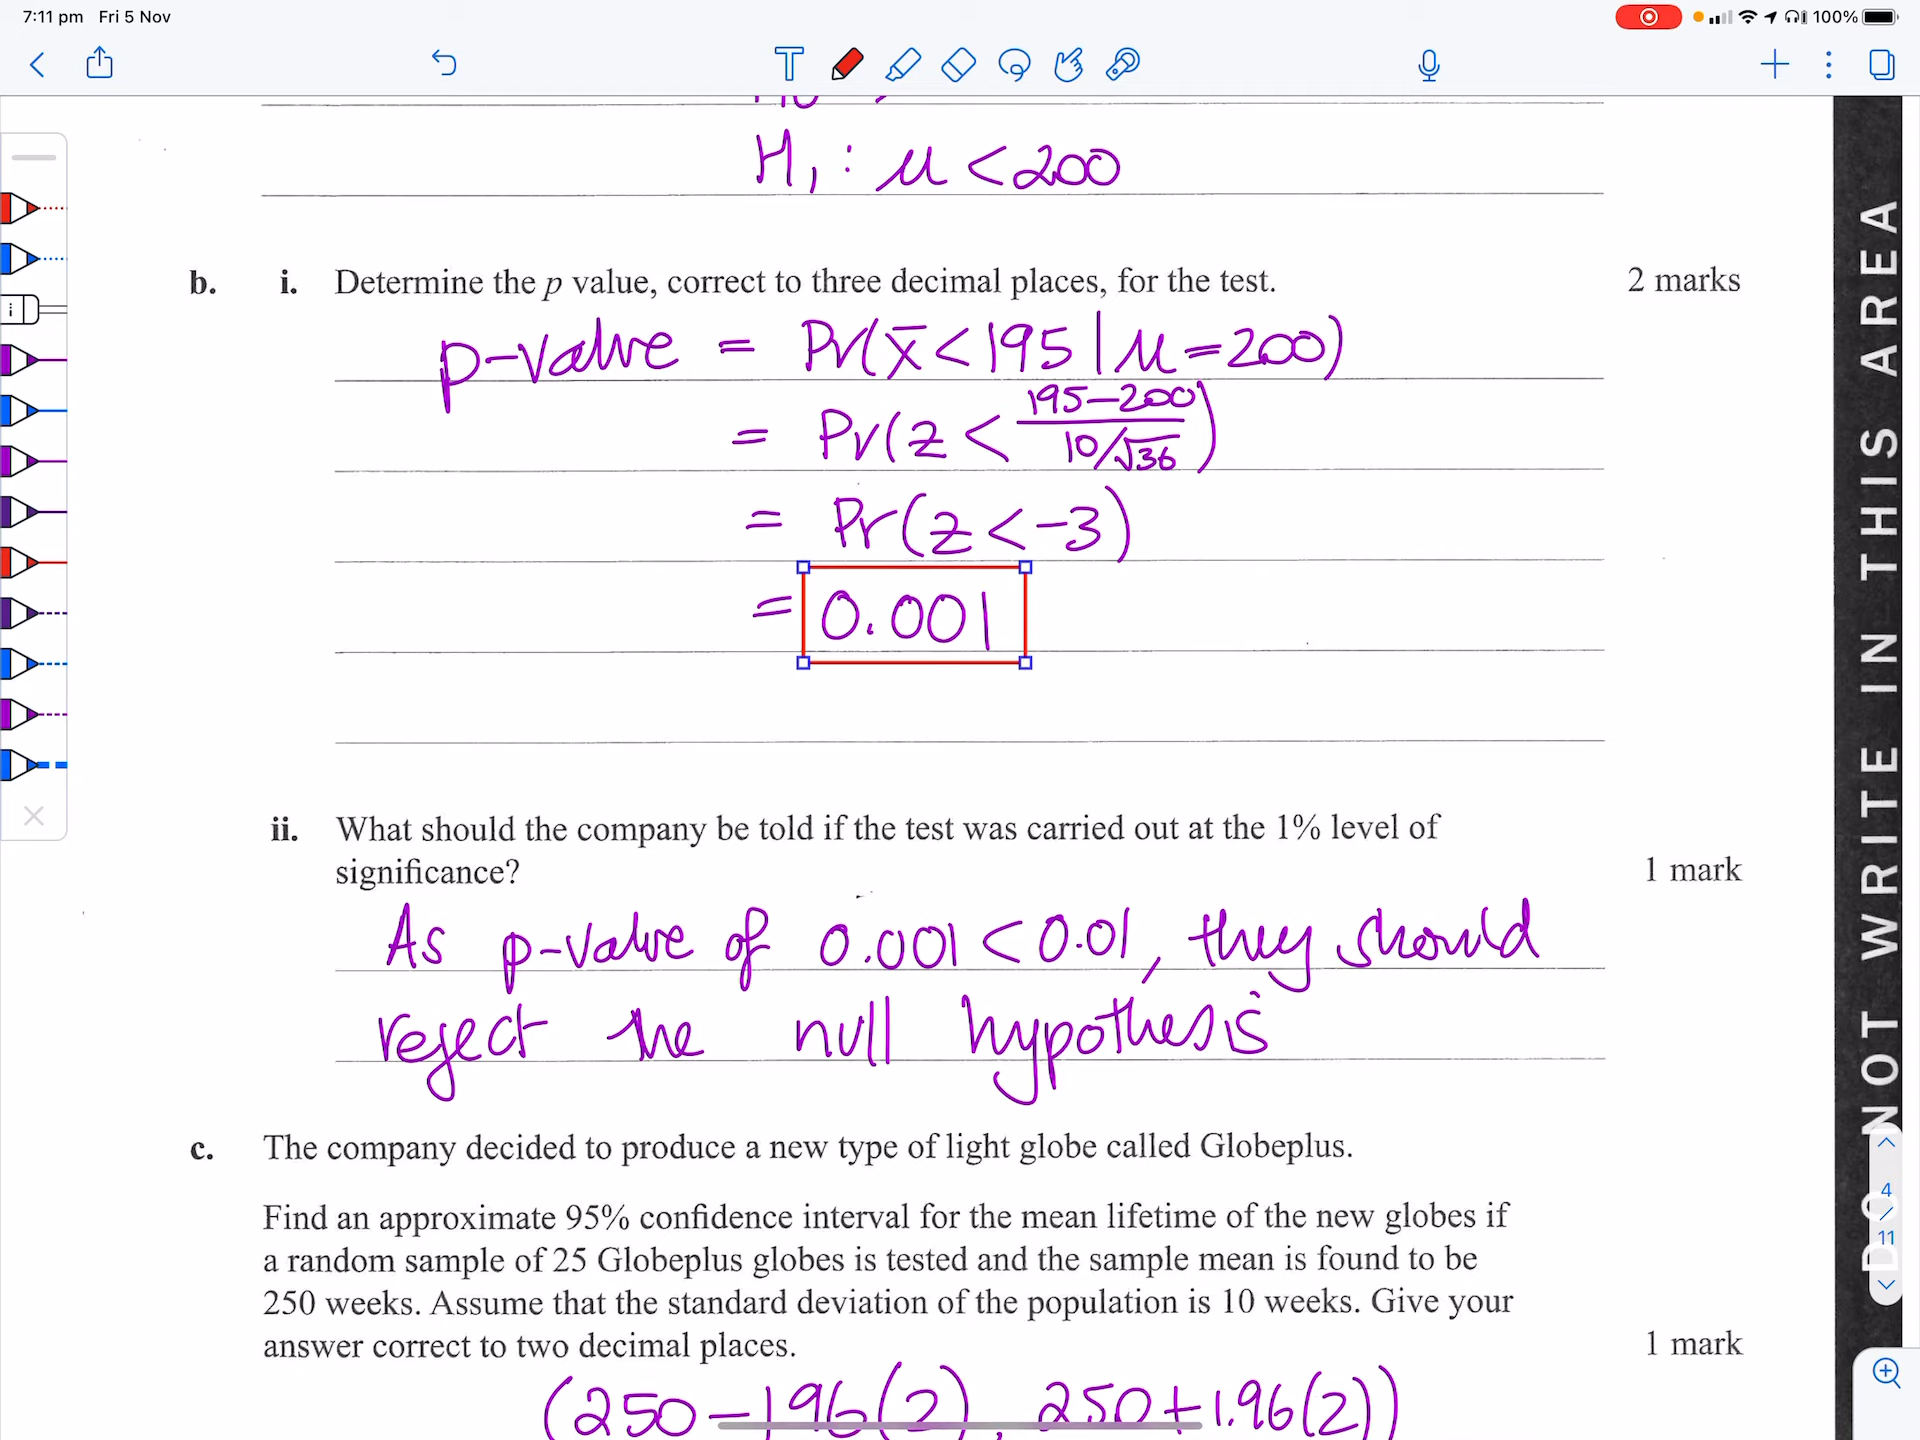 7:11 pm Fri 5 Nov
100%
H₁ : μ < 200
b. i. Determine the p value, correct to three decimal places, for the test. 2 marks
p-value = Pr(x̄ < 195 | μ = 200)
= Pr(z < (195-200)/(10/√36))
= Pr(z < -3)
= 0.001
ii. What should the company be told if the test was carried out at the 1% level of
significance? 1 mark
As p-value of 0.001 < 0.01, they should
reject the null hypothesis
c. The company decided to produce a new type of light globe called Globeplus.
Find an approximate 95% confidence interval for the mean lifetime of the new globes if
a random sample of 25 Globeplus globes is tested and the sample mean is found to be
250 weeks. Assume that the standard deviation of the population is 10 weeks. Give your
answer correct to two decimal places. 1 mark
(250 - 1.96(2), 250 + 1.96(2))
DO NOT WRITE IN THIS AREA
4
/
11